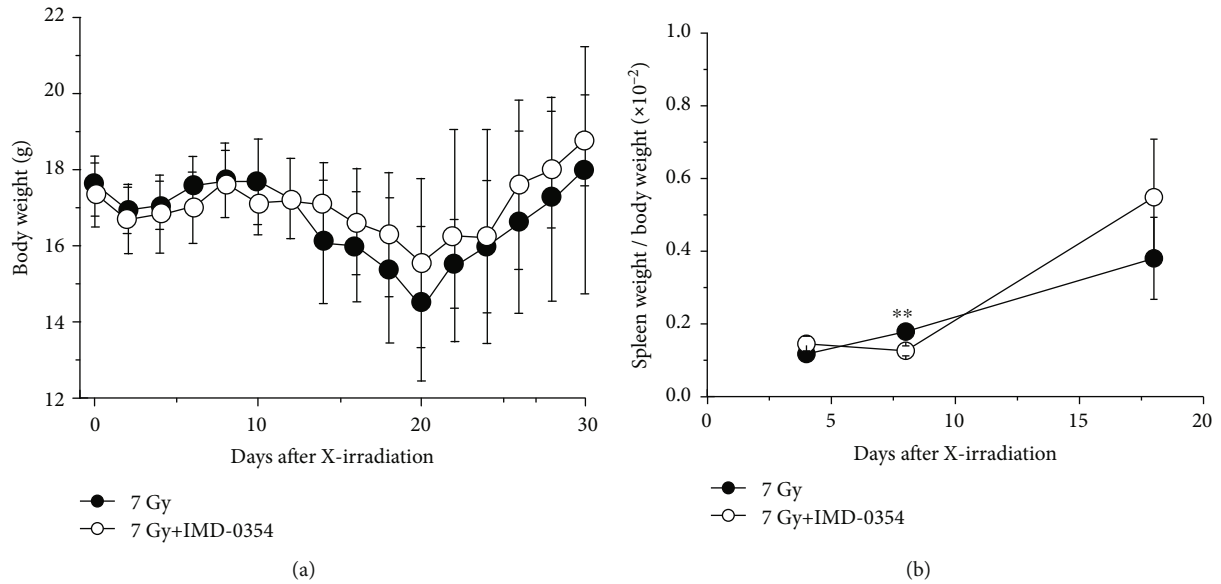 22
20
18
16
14
12
Body weight (g)
0
10
20
30
Days after X-irradiation
7 Gy
7 Gy+IMD-0354
(a)
1.0
0.8
0.6
0.4
0.2
0.0
Spleen weight / body weight (×10⁻²)
**
0
5
10
15
20
Days after X-irradiation
7 Gy
7 Gy+IMD-0354
(b)